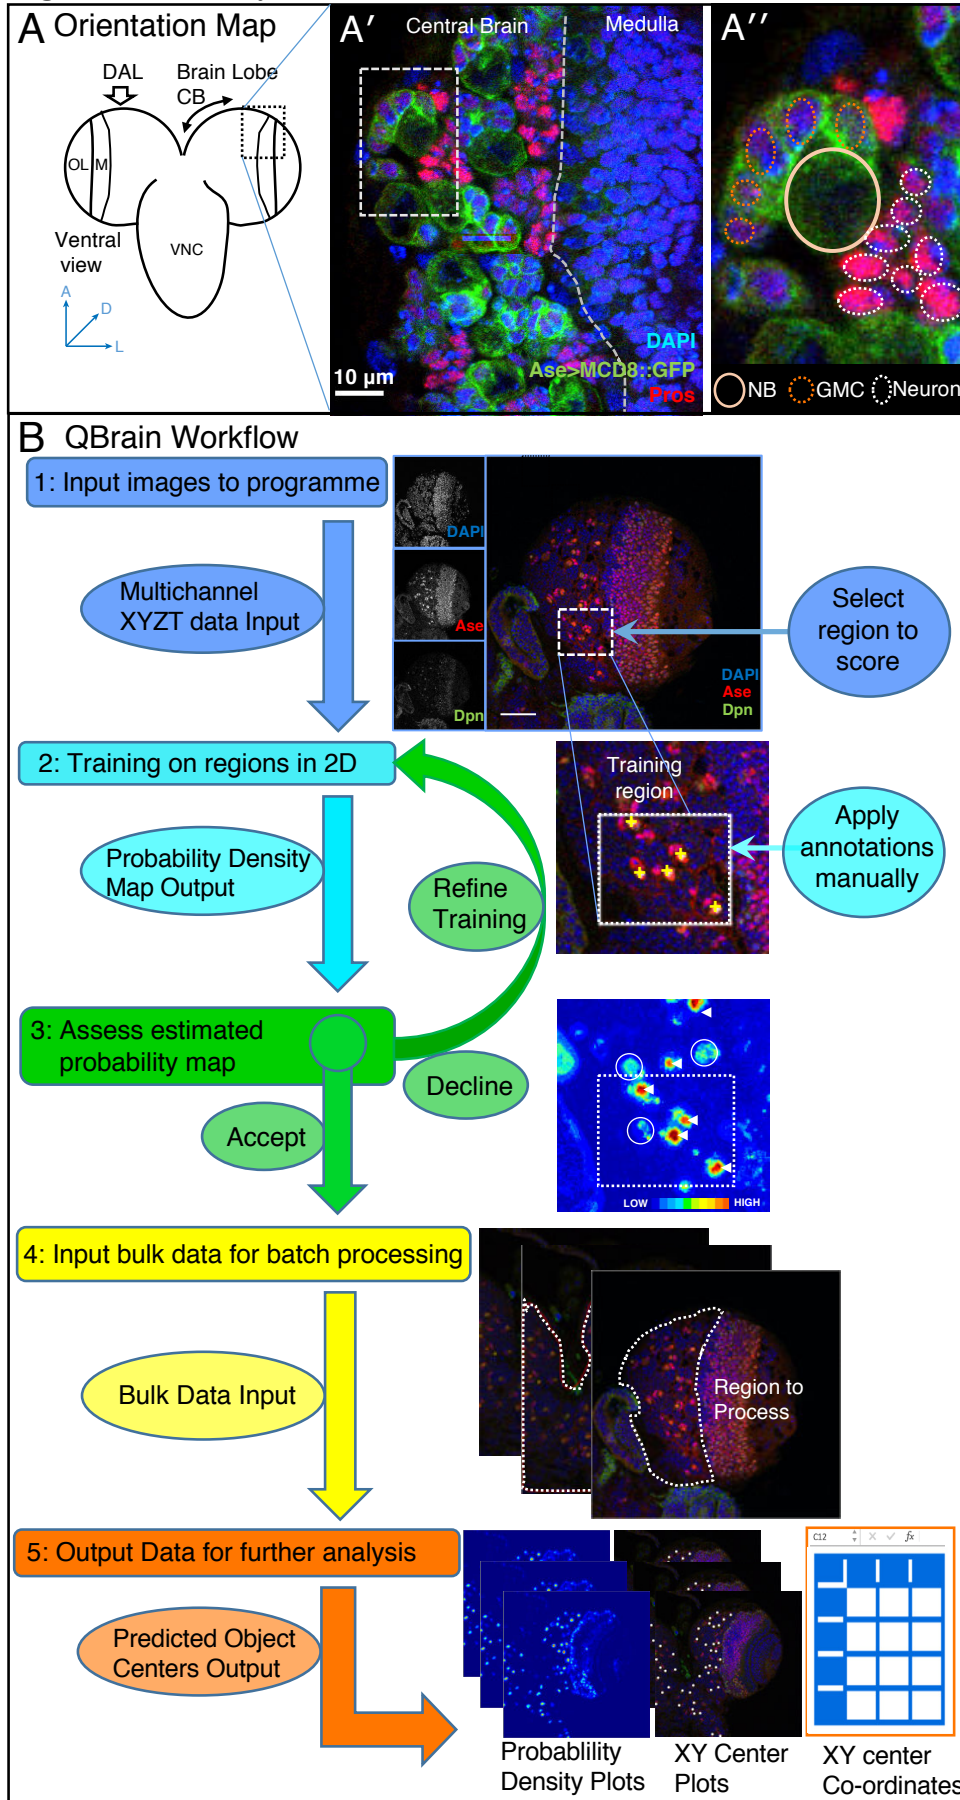 A Orientation Map
DAL
Brain Lobe
CB
OL
M
VNC
Ventral
view
A
D
L
A'
Central Brain
Medulla
DAPI
Ase>MCD8::GFP
Pros
10 µm
A''
NB
GMC
Neuron
B QBrain Workflow
1: Input images to programme
Multichannel
XYZT data Input
DAPI
Ase
Dpn
DAPI
Ase
Dpn
Select
region to
score
2: Training on regions in 2D
Probability Density
Map Output
Refine
Training
Training
region
Apply
annotations
manually
3: Assess estimated
probability map
Decline
Accept
LOW
HIGH
4: Input bulk data for batch processing
Bulk Data Input
Region to
Process
5: Output Data for further analysis
Predicted Object
Centers Output
C12
fx
Probablility
Density Plots
XY Center
Plots
XY center
Co-ordinates